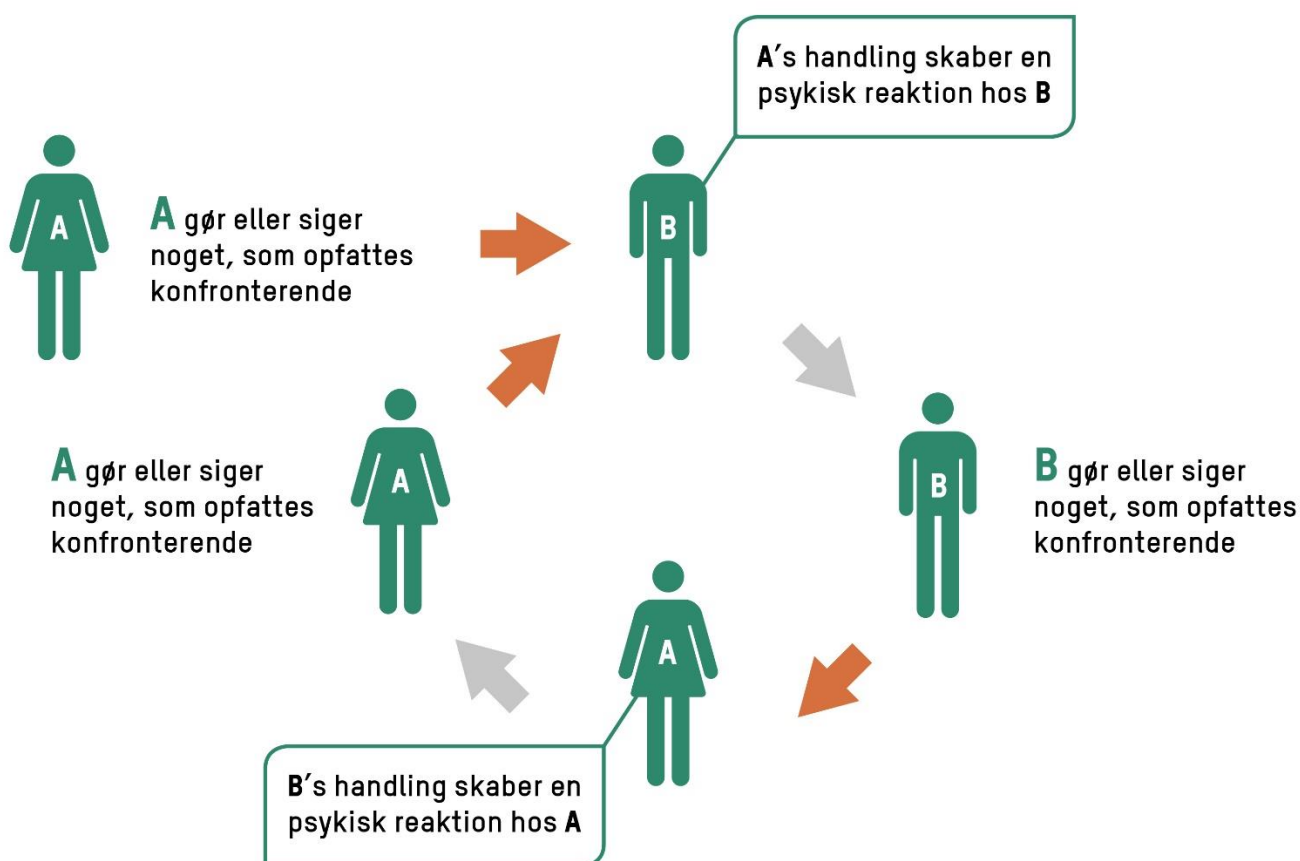 A's handling skaber en
psykisk reaktion hos B
A
A gør eller siger
noget, som opfattes
konfronterende
B
A gør eller siger
noget, som opfattes
konfronterende
A
B
B gør eller siger
noget, som opfattes
konfronterende
A
B's handling skaber en
psykisk reaktion hos A